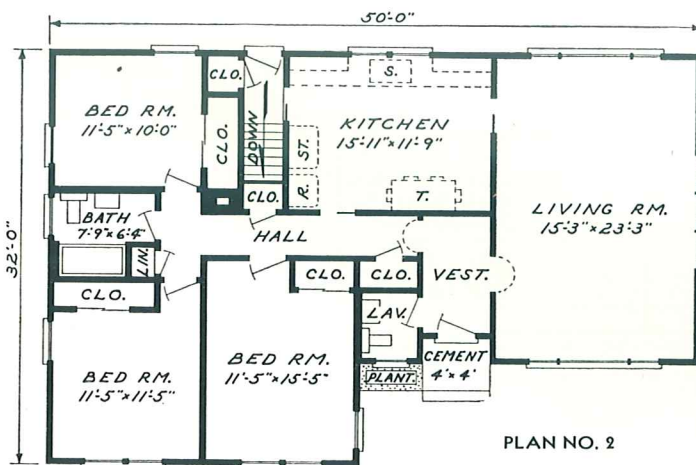 50'-0"
CLO.
S.
BED RM.
11'-5" x 10'-0"
CLO.
DOWN
ST.
R.
KITCHEN
15'-11" x 11'-9"
T.
CLO.
32'-0"
BATH
7'-9" x 6'-4"
LIN.
HALL
LIVING RM.
15'-3" x 23'-3"
CLO.
CLO.
CLO.
VEST.
LAV.
BED RM.
11'-5" x 11'-5"
BED RM.
11'-5" x 15'-5"
PLANT.
CEMENT
4' x 4'
PLAN NO. 2